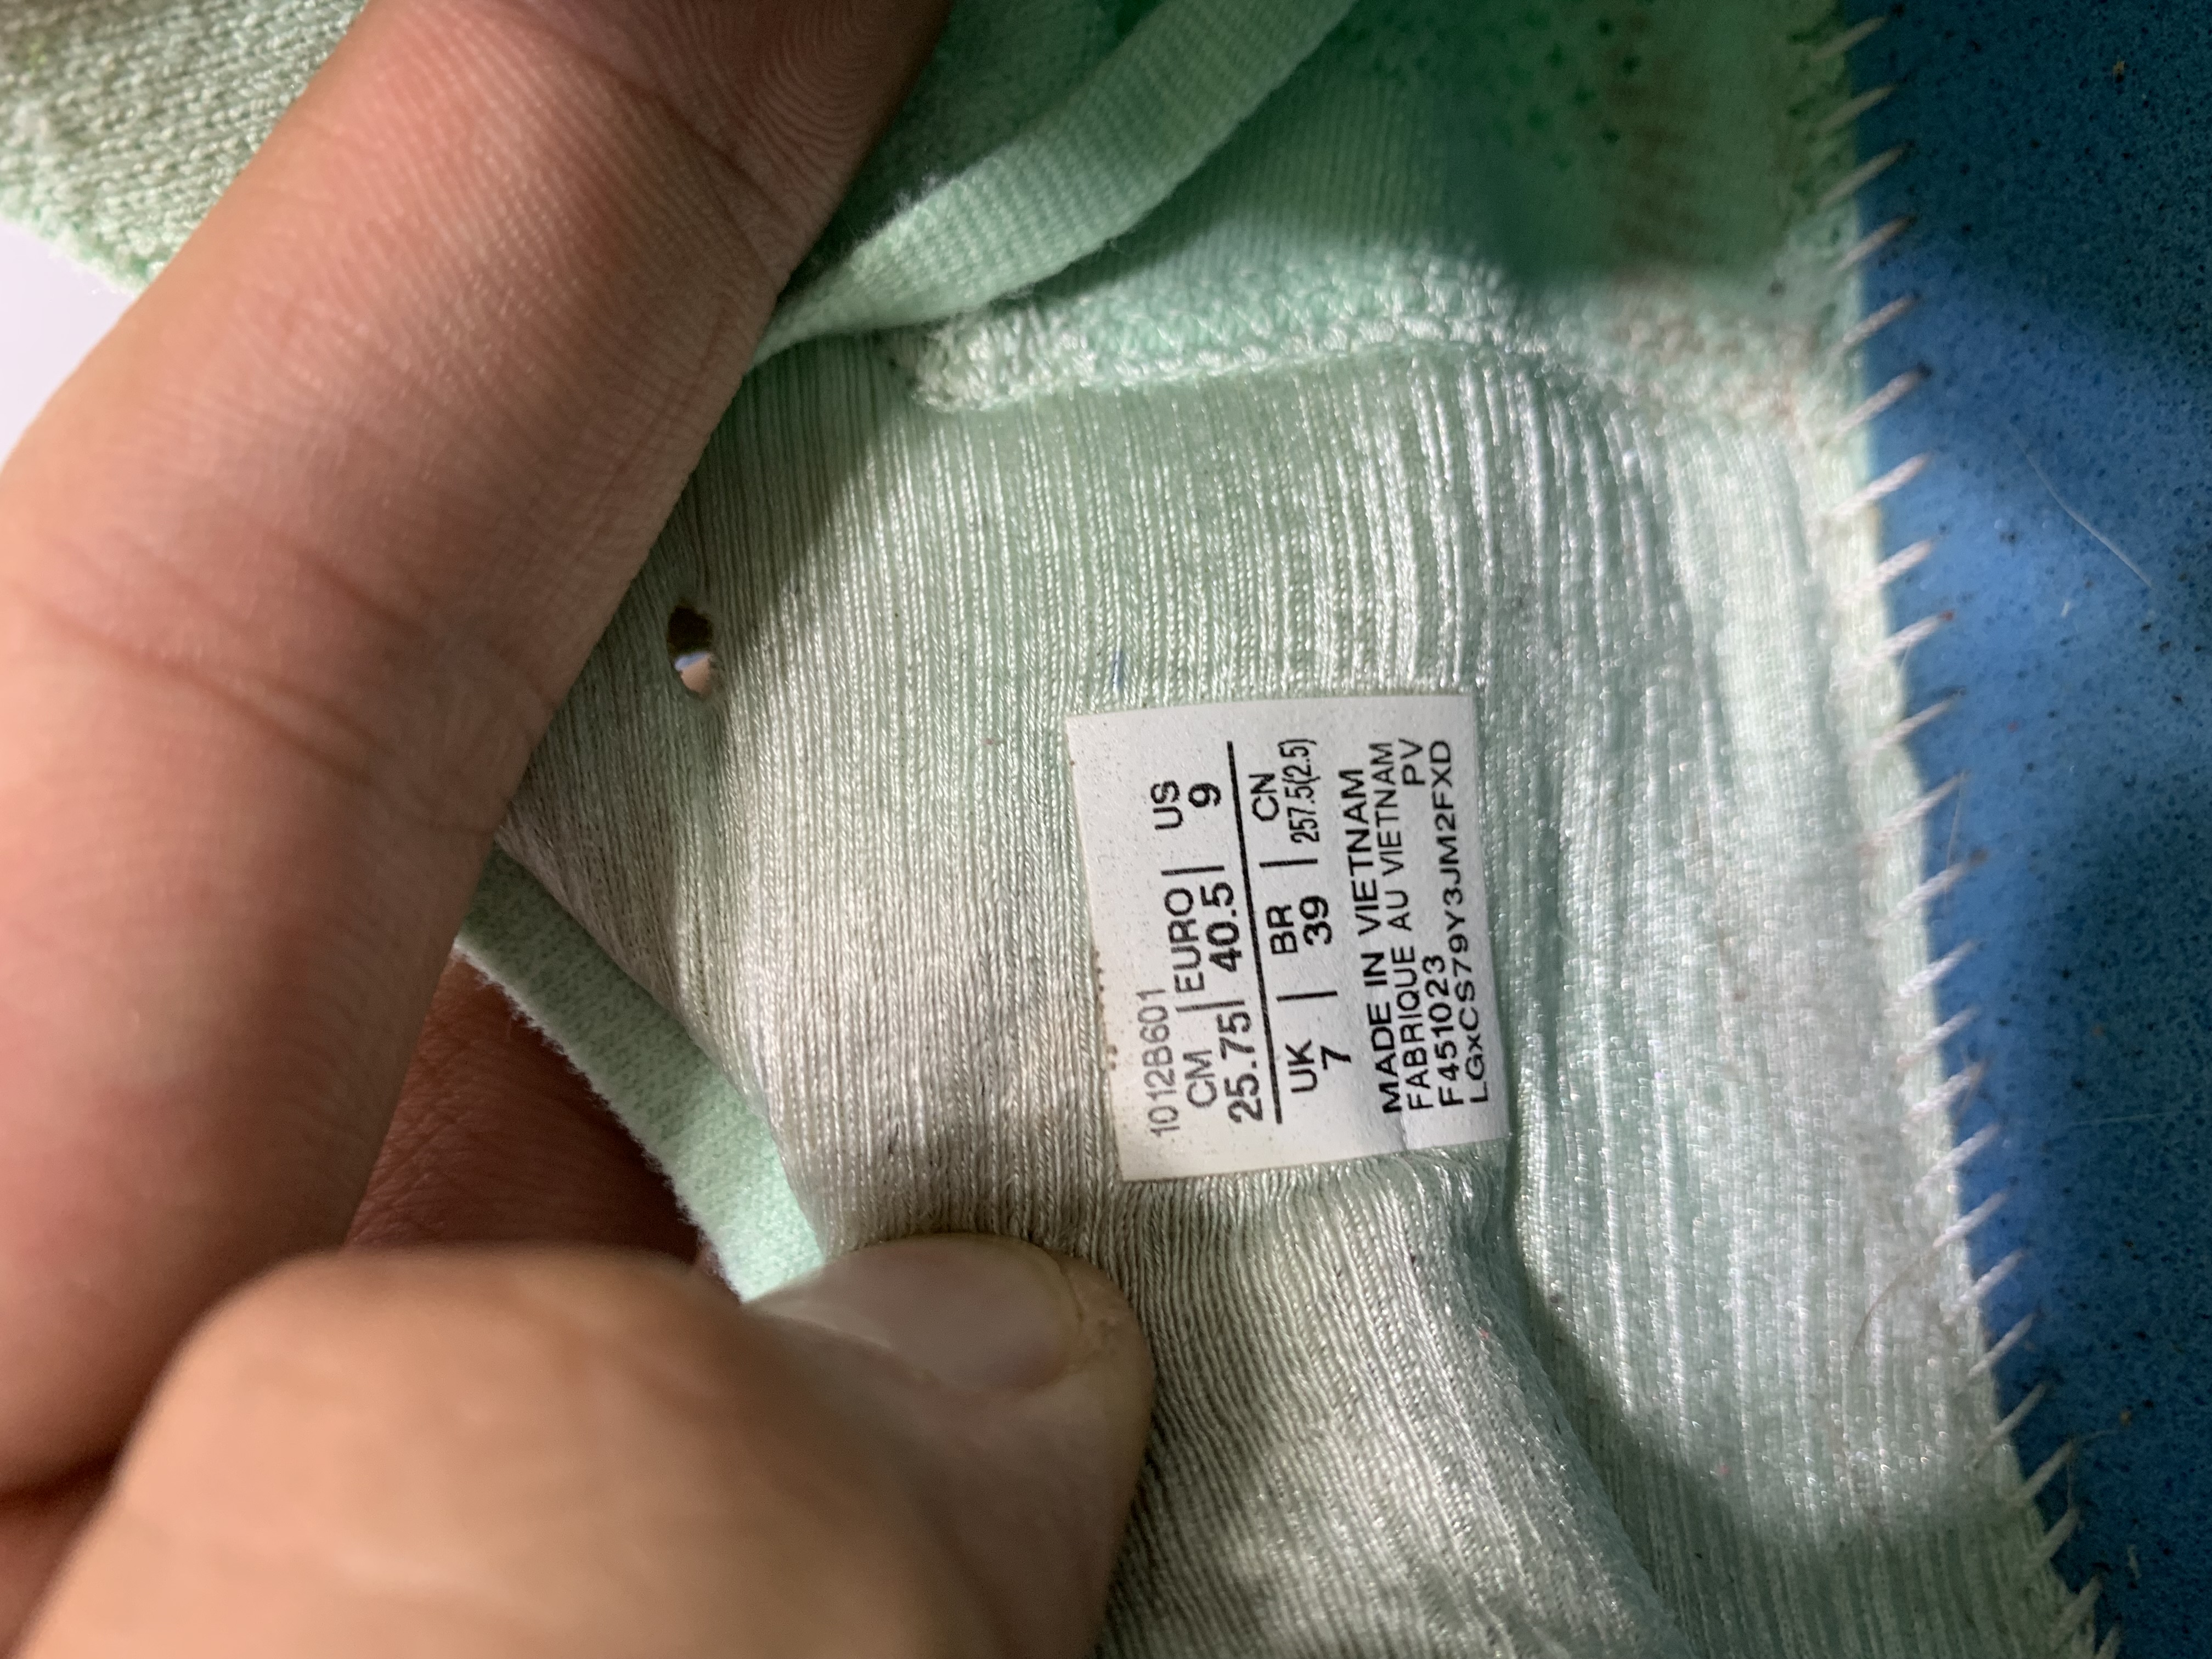 1012B601
CM | EURO | US
25.75 | 40.5 | 9
UK | BR | CN
7 | 39 | 257.5(2.5)
MADE IN VIETNAM
FABRIQUE AU VIETNAM
F451023 PV
LGxCS79Y3JM2FXD